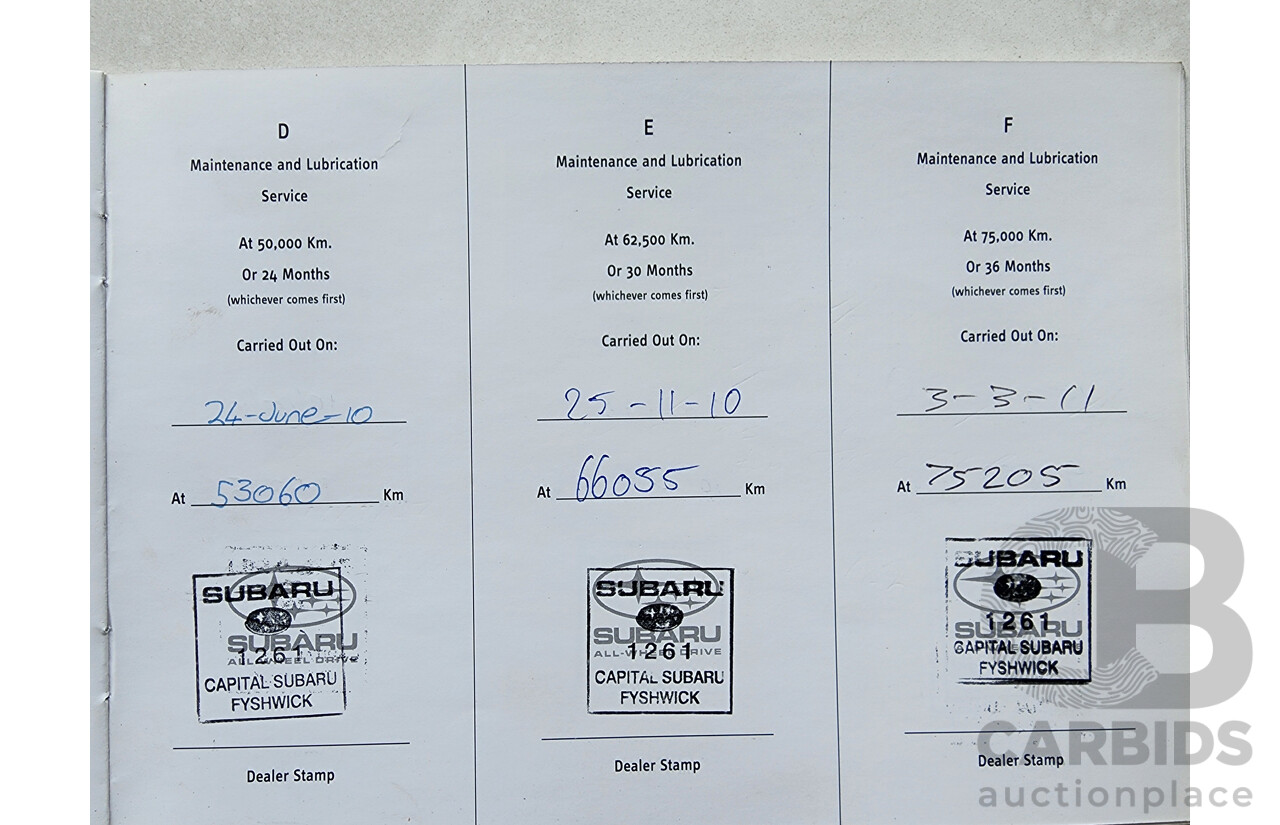 D
Maintenance and Lubrication
Service
At 50,000 Km.
Or 24 Months
(whichever comes first)
Carried Out On:
24-June-10
At 53060 Km
SUBARU
SUBARU
1261
ALL-WHEEL DRIVE
CAPITAL SUBARU
FYSHWICK
Dealer Stamp
E
Maintenance and Lubrication
Service
At 62,500 Km.
Or 30 Months
(whichever comes first)
Carried Out On:
25-11-10
At 66055 Km
SUBARU
SUBARU
1261
ALL-WHEEL DRIVE
CAPITAL SUBARU
FYSHWICK
Dealer Stamp
F
Maintenance and Lubrication
Service
At 75,000 Km.
Or 36 Months
(whichever comes first)
Carried Out On:
3-3-11
At 75205 Km
SUBARU
1261
SUBARU
CAPITAL SUBARU
FYSHWICK
Dealer Stamp
B
CARBIDS
auctionplace